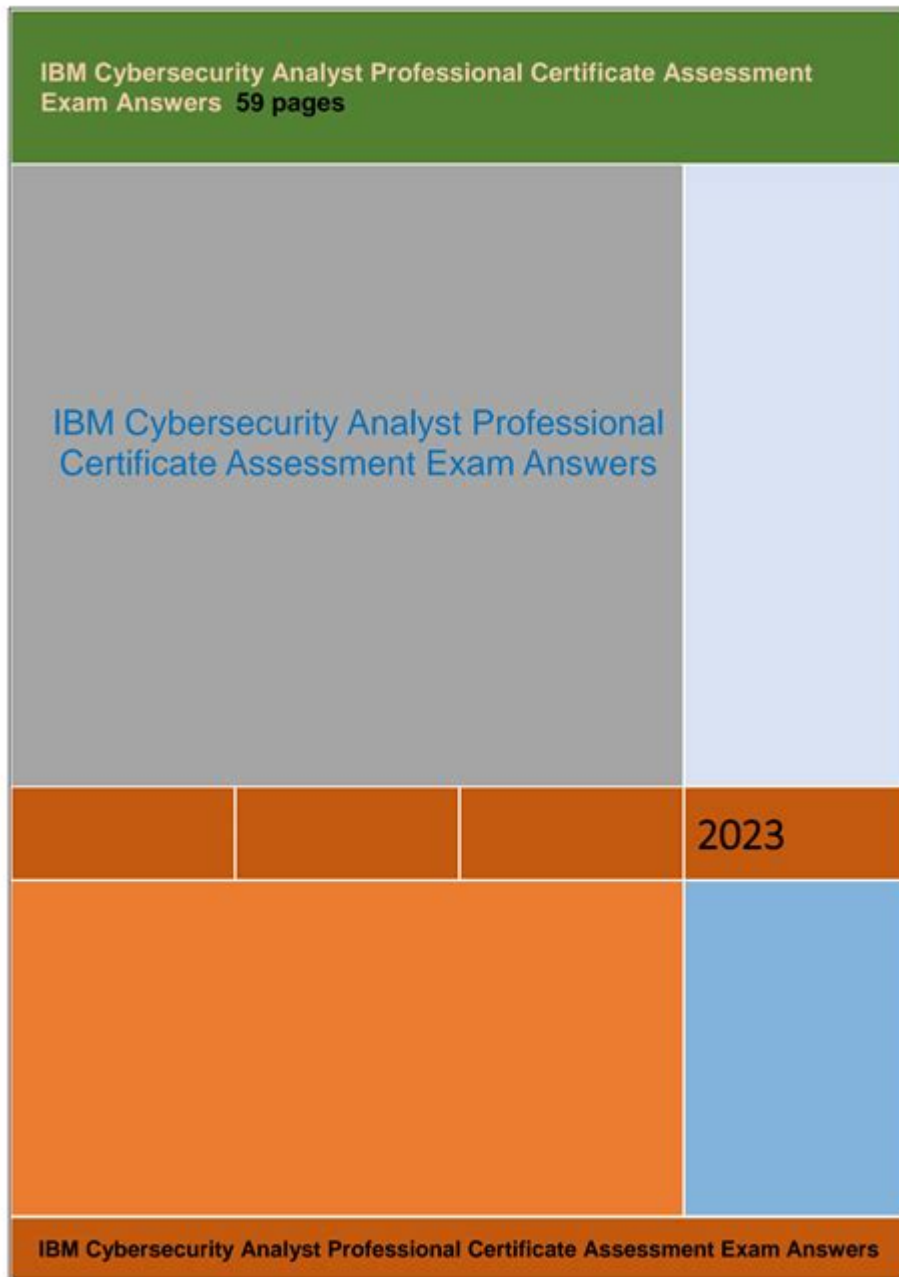 IBM Cybersecurity Analyst Professional Certificate Assessment
Exam Answers 59 pages
IBM Cybersecurity Analyst Professional
Certificate Assessment Exam Answers
2023
IBM Cybersecurity Analyst Professional Certificate Assessment Exam Answers